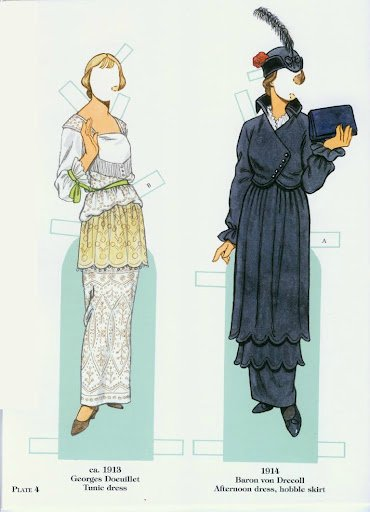 B
A
ca. 1913
Georges Doeuillet
Tunic dress
1914
Baron von Drecoll
Afternoon dress, hobble skirt
PLATE 4